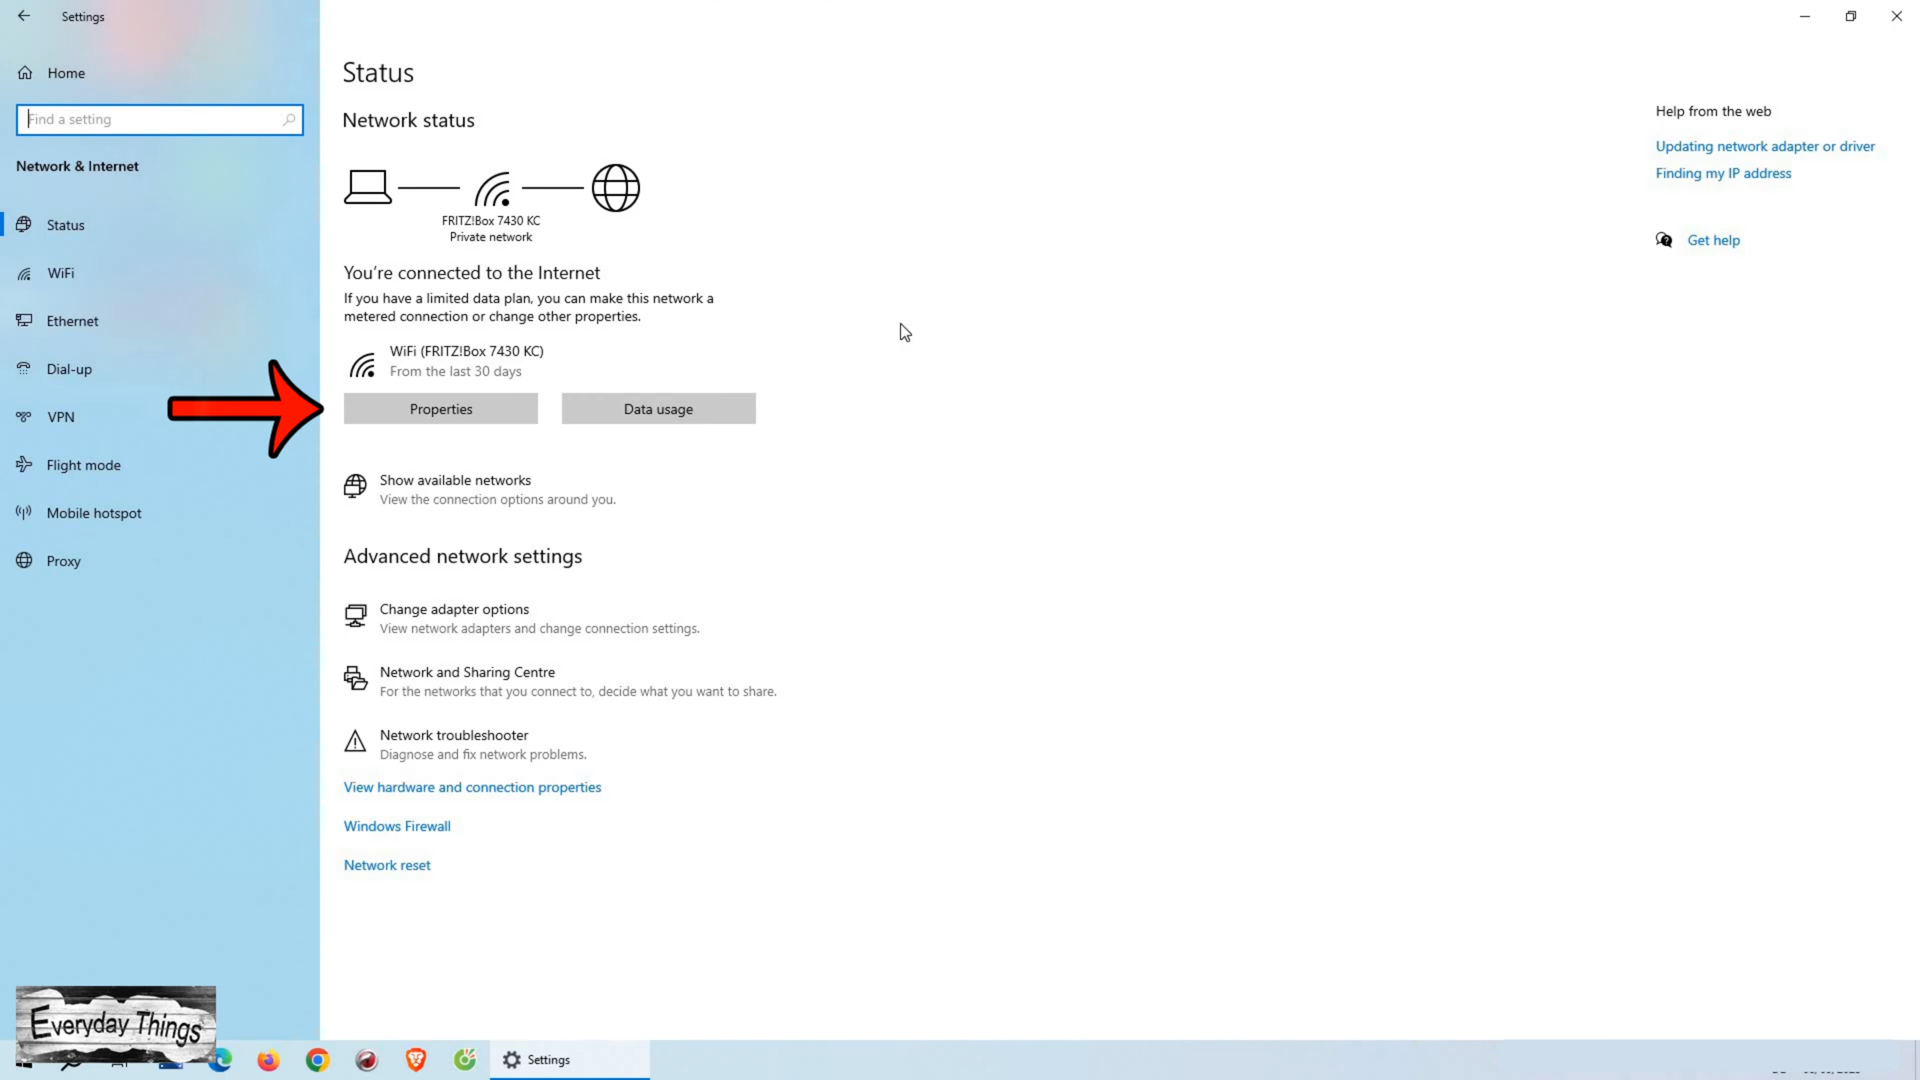 Settings
Home
Find a setting
Network & Internet
Status
WiFi
Ethernet
Dial-up
VPN
Flight mode
Mobile hotspot
Proxy
Status
Network status
FRITZ!Box 7430 KC
Private network
You're connected to the Internet
If you have a limited data plan, you can make this network a
metered connection or change other properties.
WiFi (FRITZ!Box 7430 KC)
From the last 30 days
Properties
Data usage
Show available networks
View the connection options around you.
Advanced network settings
Change adapter options
View network adapters and change connection settings.
Network and Sharing Centre
For the networks that you connect to, decide what you want to share.
Network troubleshooter
Diagnose and fix network problems.
View hardware and connection properties
Windows Firewall
Network reset
Help from the web
Updating network adapter or driver
Finding my IP address
Get help
Everyday Things
Settings